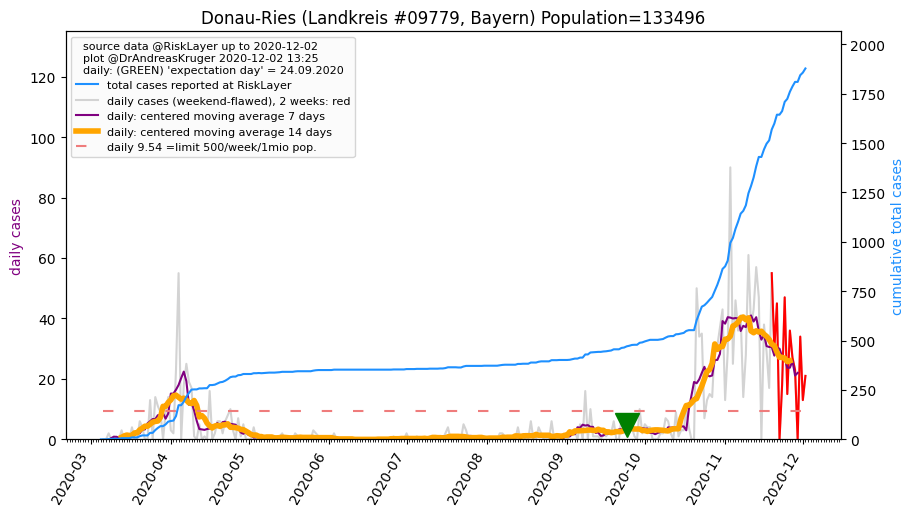 Donau-Ries (Landkreis #09779, Bayern) Population=133496
source data @RiskLayer up to 2020-12-02
plot @DrAndreasKruger 2020-12-02 13:25
daily: (GREEN) 'expectation day' = 24.09.2020
total cases reported at RiskLayer
daily cases (weekend-flawed), 2 weeks: red
daily: centered moving average 7 days
daily: centered moving average 14 days
daily 9.54 =limit 500/week/1mio pop.
daily cases
120
100
80
60
40
20
0
cumulative total cases
2000
1750
1500
1250
1000
750
500
250
0
2020-03
2020-04
2020-05
2020-06
2020-07
2020-08
2020-09
2020-10
2020-11
2020-12